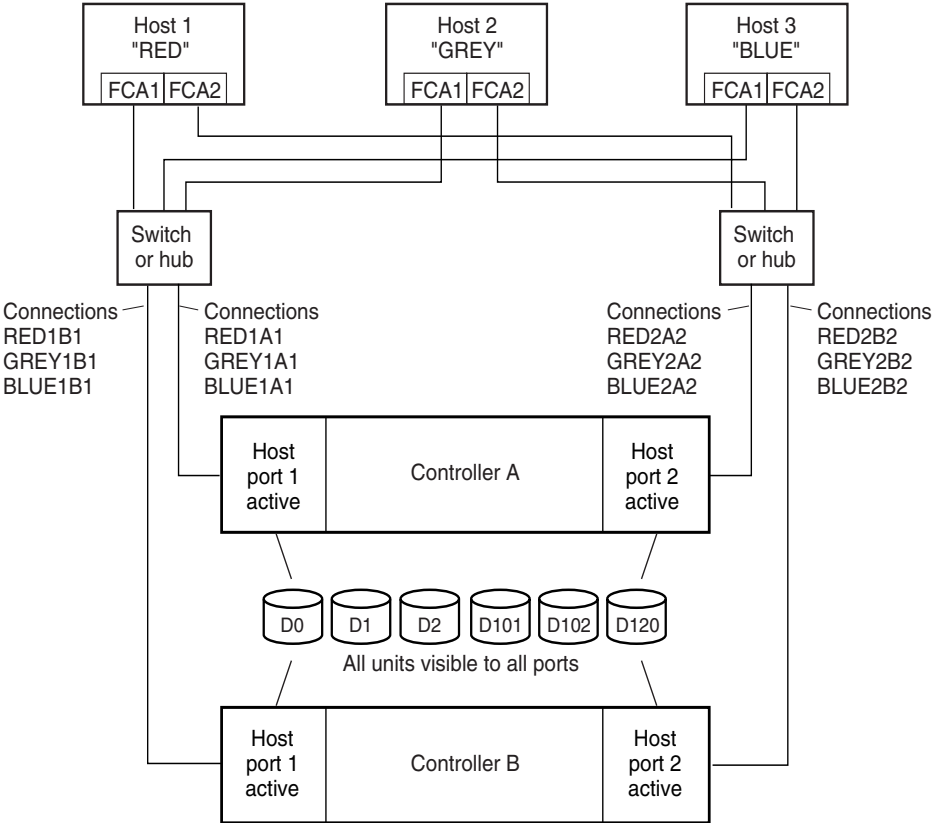 Host 1
"RED"
Host 2
"GREY"
Host 3
"BLUE"
FCA1 FCA2
FCA1 FCA2
FCA1 FCA2
Switch
or hub
Switch
or hub
Connections
RED1B1
GREY1B1
BLUE1B1
Connections
RED1A1
GREY1A1
BLUE1A1
Connections
RED2A2
GREY2A2
BLUE2A2
Connections
RED2B2
GREY2B2
BLUE2B2
Host
port 1
active
Controller A
Host
port 2
active
D0 D1 D2 D101 D102 D120
All units visible to all ports
Host
port 1
active
Controller B
Host
port 2
active